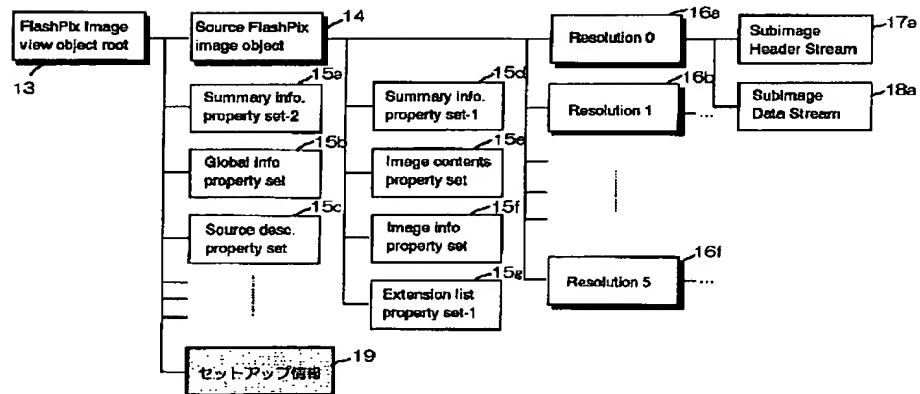 FlashPix Image
view object root
13
Source FlashPix
image object
14
15a
Summary info.
property set-2
15b
Global info
property set
15c
Source desc.
property set
19
セットアップ情報
15d
Summary info.
property set-1
15e
Image contents
property set
15f
Image info
property set
15g
Extension list
property set-1
16a
Resolution 0
16b
Resolution 1
...
16f
Resolution 5
...
17a
Subimage
Header Stream
18a
Subimage
Data Stream